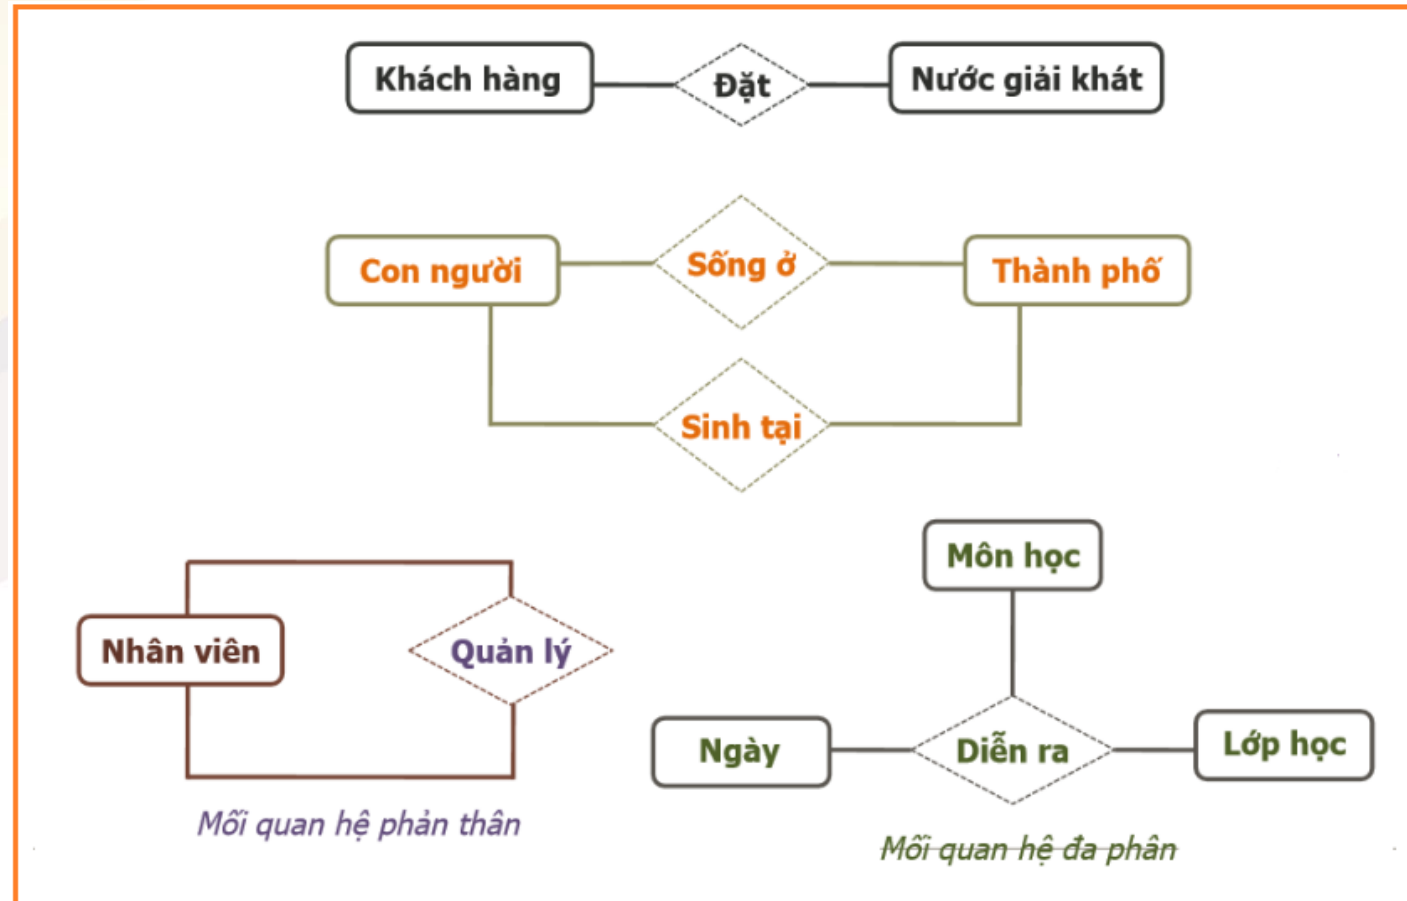 Khách hàng
Đặt
Nước giải khát
Con người
Sống ở
Thành phố
Sinh tại
Môn học
Nhân viên
Quản lý
Ngày
Diễn ra
Lớp học
Mối quan hệ phản thân
Mối quan hệ đa phân